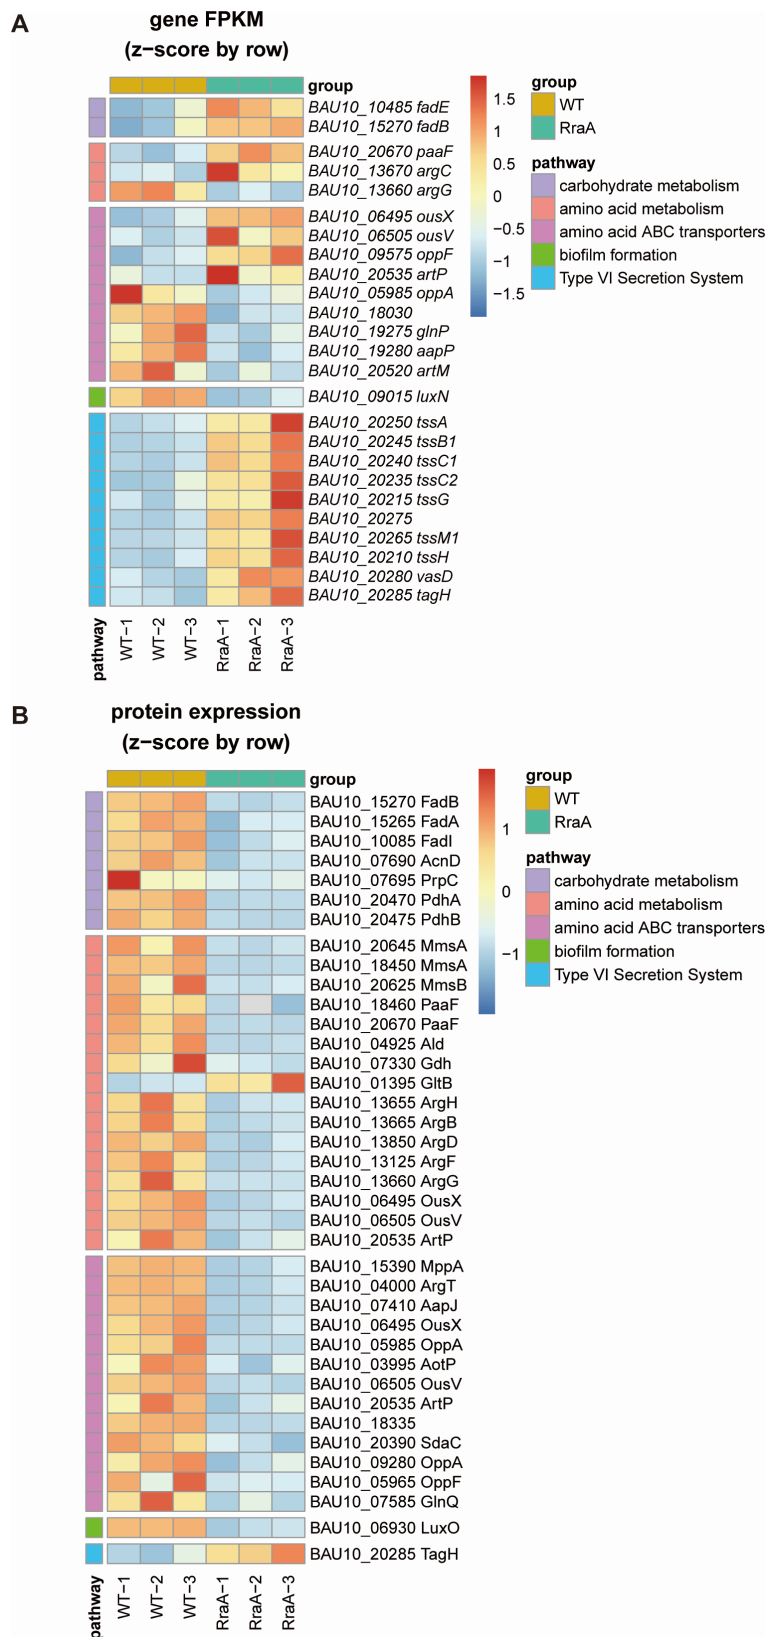 A
gene FPKM
(z−score by row)
group
BAU10_10485 fadE
BAU10_15270 fadB
BAU10_20670 paaF
BAU10_13670 argC
BAU10_13660 argG
BAU10_06495 ousX
BAU10_06505 ousV
BAU10_09575 oppF
BAU10_20535 artP
BAU10_05985 oppA
BAU10_18030
BAU10_19275 glnP
BAU10_19280 aapP
BAU10_20520 artM
BAU10_09015 luxN
BAU10_20250 tssA
BAU10_20245 tssB1
BAU10_20240 tssC1
BAU10_20235 tssC2
BAU10_20215 tssG
BAU10_20275
BAU10_20265 tssM1
BAU10_20210 tssH
BAU10_20280 vasD
BAU10_20285 tagH
pathway
WT−1
WT−2
WT−3
RraA−1
RraA−2
RraA−3
1.5
1
0.5
0
−0.5
−1
−1.5
group
WT
RraA
pathway
carbohydrate metabolism
amino acid metabolism
amino acid ABC transporters
biofilm formation
Type VI Secretion System
B
protein expression
(z−score by row)
group
BAU10_15270 FadB
BAU10_15265 FadA
BAU10_10085 FadI
BAU10_07690 AcnD
BAU10_07695 PrpC
BAU10_20470 PdhA
BAU10_20475 PdhB
BAU10_20645 MmsA
BAU10_18450 MmsA
BAU10_20625 MmsB
BAU10_18460 PaaF
BAU10_20670 PaaF
BAU10_04925 Ald
BAU10_07330 Gdh
BAU10_01395 GltB
BAU10_13655 ArgH
BAU10_13665 ArgB
BAU10_13850 ArgD
BAU10_13125 ArgF
BAU10_13660 ArgG
BAU10_06495 OusX
BAU10_06505 OusV
BAU10_20535 ArtP
BAU10_15390 MppA
BAU10_04000 ArgT
BAU10_07410 AapJ
BAU10_06495 OusX
BAU10_05985 OppA
BAU10_03995 AotP
BAU10_06505 OusV
BAU10_20535 ArtP
BAU10_18335
BAU10_20390 SdaC
BAU10_09280 OppA
BAU10_05965 OppF
BAU10_07585 GlnQ
BAU10_06930 LuxO
BAU10_20285 TagH
pathway
WT−1
WT−2
WT−3
RraA−1
RraA−2
RraA−3
1
0
−1
group
WT
RraA
pathway
carbohydrate metabolism
amino acid metabolism
amino acid ABC transporters
biofilm formation
Type VI Secretion System